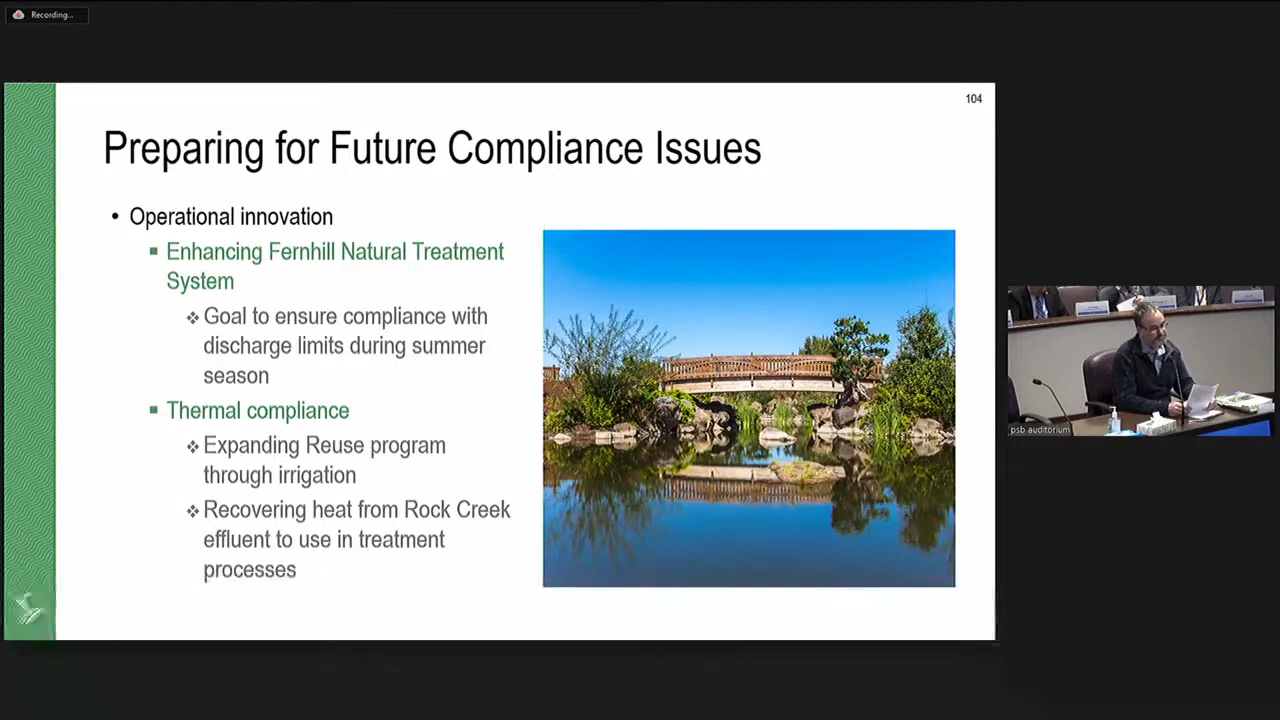 Recording...
104
Preparing for Future Compliance Issues
• Operational innovation
▪ Enhancing Fernhill Natural Treatment
System
❖ Goal to ensure compliance with
discharge limits during summer
season
▪ Thermal compliance
❖ Expanding Reuse program
through irrigation
❖ Recovering heat from Rock Creek
effluent to use in treatment
processes
psb auditorium